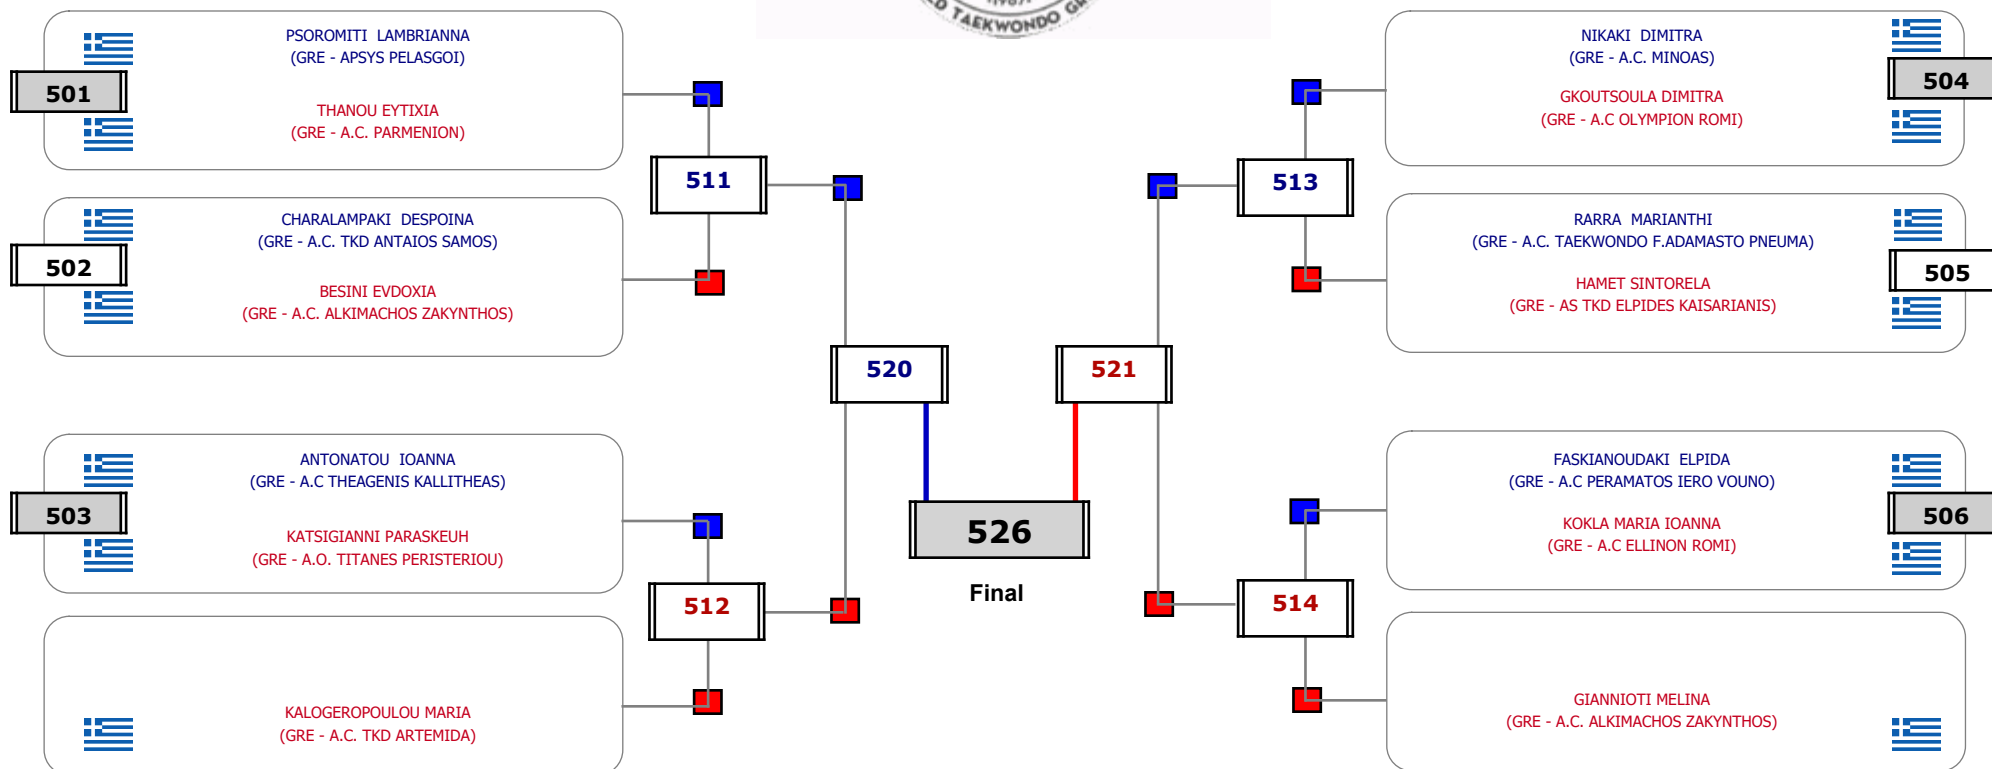 TAEKWONDO
PSOROMITI LAMBRIANNA
(GRE - APSYS PELASGOI)
501
THANOU EYTIXIA
(GRE - A.C. PARMENION)
CHARALAMPAKI DESPOINA
(GRE - A.C. TKD ANTAIOS SAMOS)
502
BESINI EVDOXIA
(GRE - A.C. ALKIMACHOS ZAKYNTHOS)
511
520
ANTONATOU IOANNA
(GRE - A.C THEAGENIS KALLITHEAS)
503
KATSIGIANNI PARASKEUH
(GRE - A.O. TITANES PERISTERIOU)
512
KALOGEROPOULOU MARIA
(GRE - A.C. TKD ARTEMIDA)
526
Final
NIKAKI DIMITRA
(GRE - A.C. MINOAS)
504
GKOUTSOULA DIMITRA
(GRE - A.C OLYMPION ROMI)
513
RARRA MARIANTHI
(GRE - A.C. TAEKWONDO F.ADAMASTO PNEUMA)
505
HAMET SINTORELA
(GRE - AS TKD ELPIDES KAISARIANIS)
521
FASKIANOUDAKI ELPIDA
(GRE - A.C PERAMATOS IERO VOUNO)
506
KOKLA MARIA IOANNA
(GRE - A.C ELLINON ROMI)
514
GIANNIOTI MELINA
(GRE - A.C. ALKIMACHOS ZAKYNTHOS)